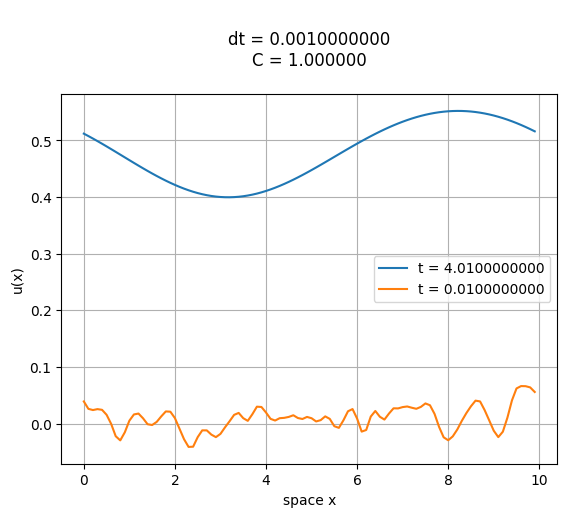 dt = 0.0010000000
C = 1.000000
u(x)
0.5
0.4
0.3
0.2
0.1
0.0
t = 4.0100000000
t = 0.0100000000
0 2 4 6 8 10
space x